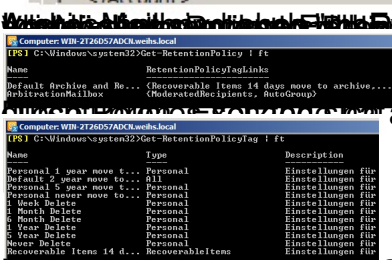 Computer: WIN-2T26D57ADCN.weihs.local
[PS] C:\Windows\system32>Get-RetentionPolicy | ft
Name RetentionPolicyTagLinks
---- -----------------------
Default Archive and Re... {Recoverable Items 14 days move to archive,...
ArbitrationMailbox {ModeratedRecipients, AutoGroup}
Computer: WIN-2T26D57ADCN.weihs.local
[PS] C:\Windows\system32>Get-RetentionPolicyTag | ft
Name Type Description
---- ---- -----------
Personal 1 year move t... Personal Einstellungen für
Default 2 year move to... All Einstellungen für
Personal 5 year move t... Personal Einstellungen für
Personal never move to... Personal Einstellungen für
1 Week Delete Personal Einstellungen für
1 Month Delete Personal Einstellungen für
6 Month Delete Personal Einstellungen für
1 Year Delete Personal Einstellungen für
5 Year Delete Personal Einstellungen für
Never Delete Personal Einstellungen für
Recoverable Items 14 d... RecoverableItems Einstellungen für